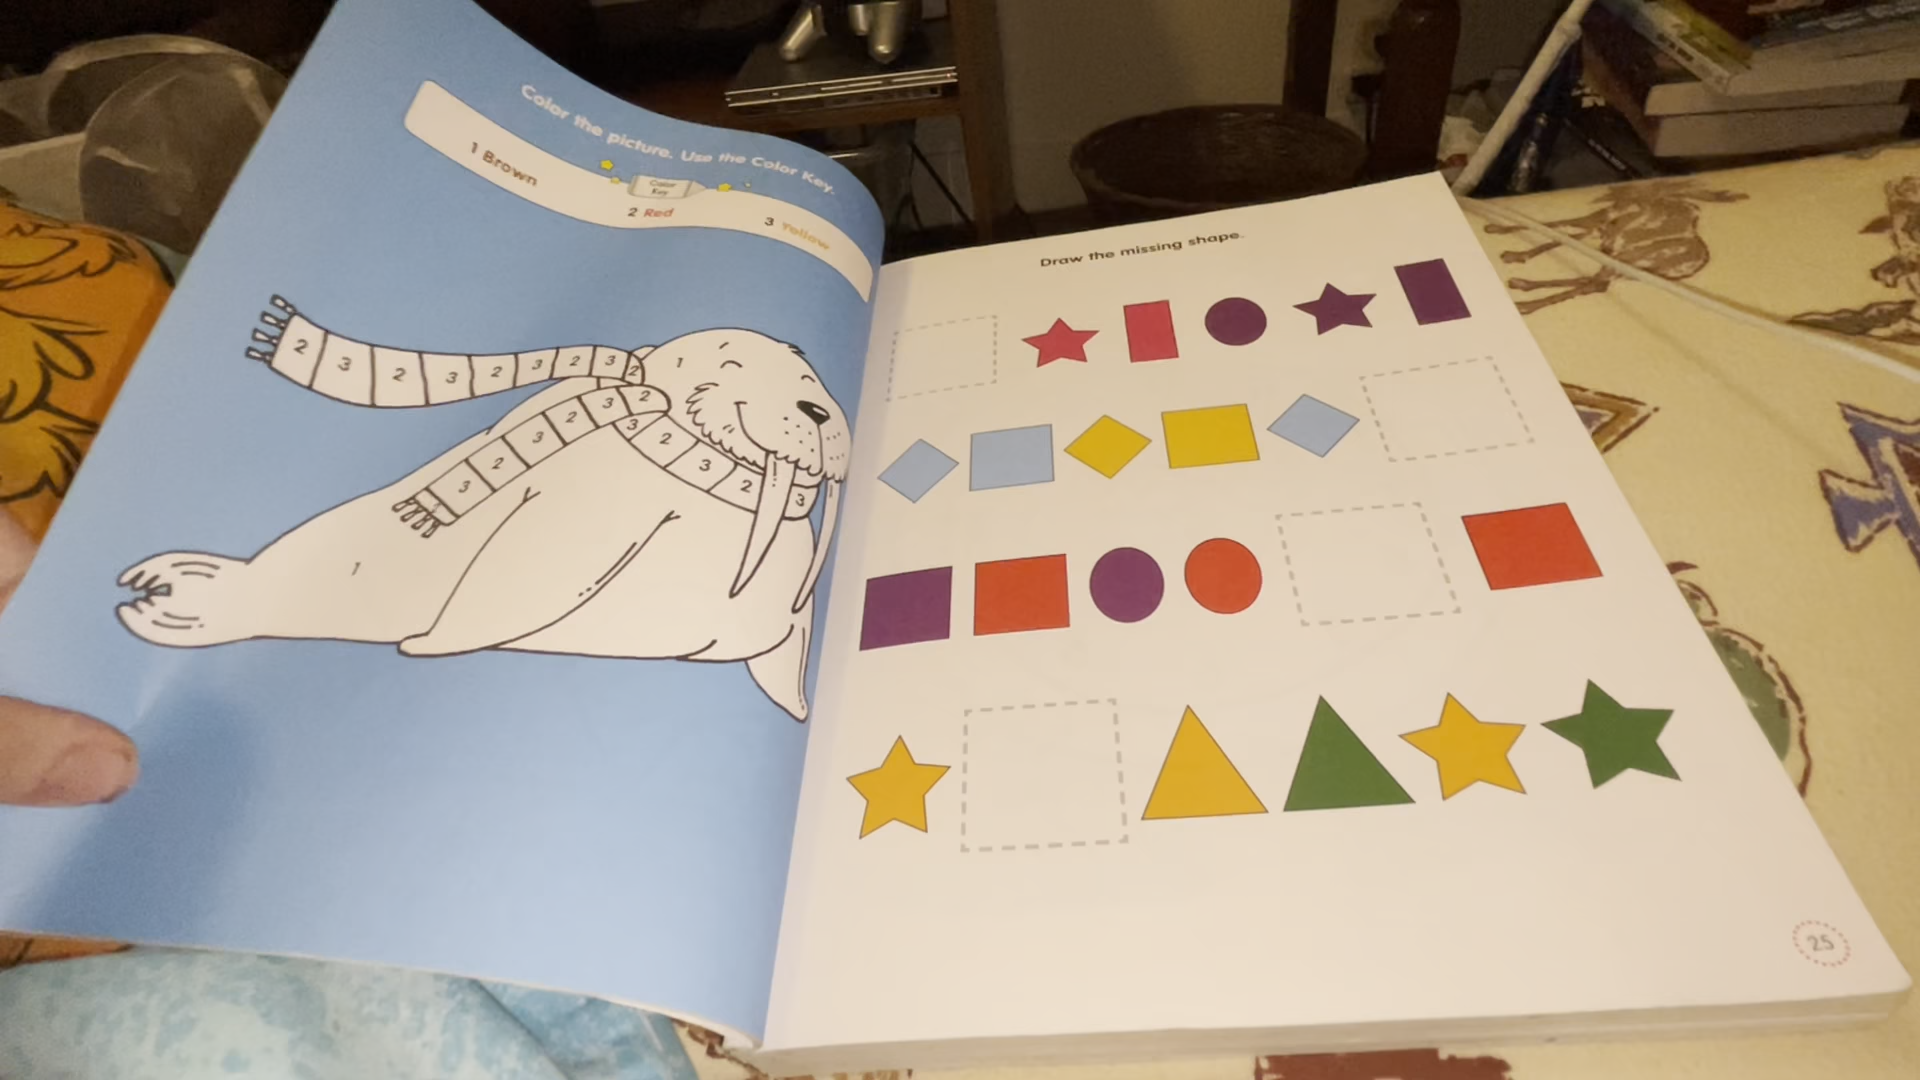 Color the picture. Use the Color Key.
Color
Key
1 Brown
2 Red
3 Yellow
2 3 2 3 2 3 2 3 2
1
3 2 3 2 3 2
3 2 3 2 3
1
Draw the missing shape.
25